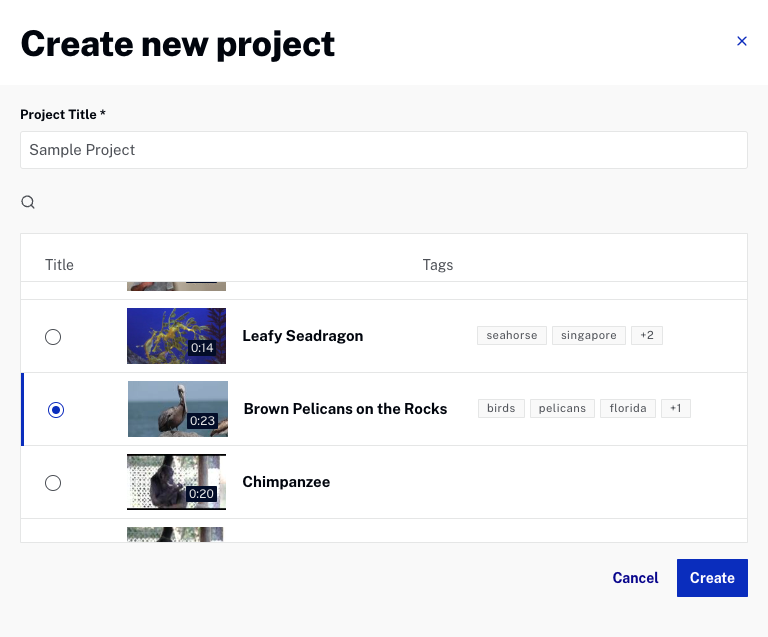 Create new project
Project Title *
Sample Project
Title Tags
0:14 Leafy Seadragon seahorse singapore +2
0:23 Brown Pelicans on the Rocks birds pelicans florida +1
0:20 Chimpanzee
Cancel Create